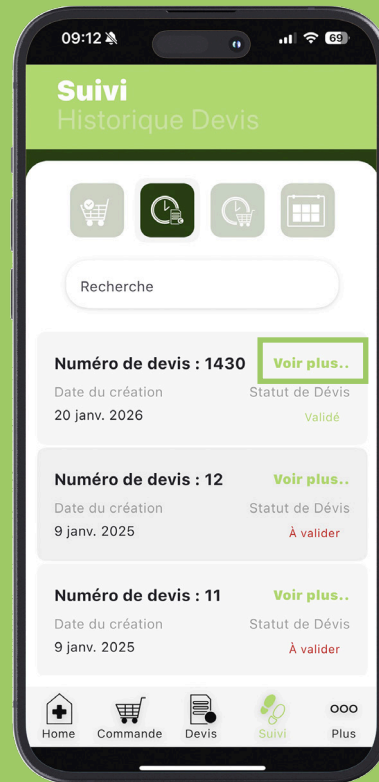 09:12 69
Suivi
Historique Devis
Recherche
Numéro de devis : 1430 Voir plus..
Date du création Statut de Dévis
20 janv. 2026 Validé
Numéro de devis : 12 Voir plus..
Date du création Statut de Dévis
9 janv. 2025 À valider
Numéro de devis : 11 Voir plus..
Date du création Statut de Dévis
9 janv. 2025 À valider
Home Commande Devis Suivi Plus